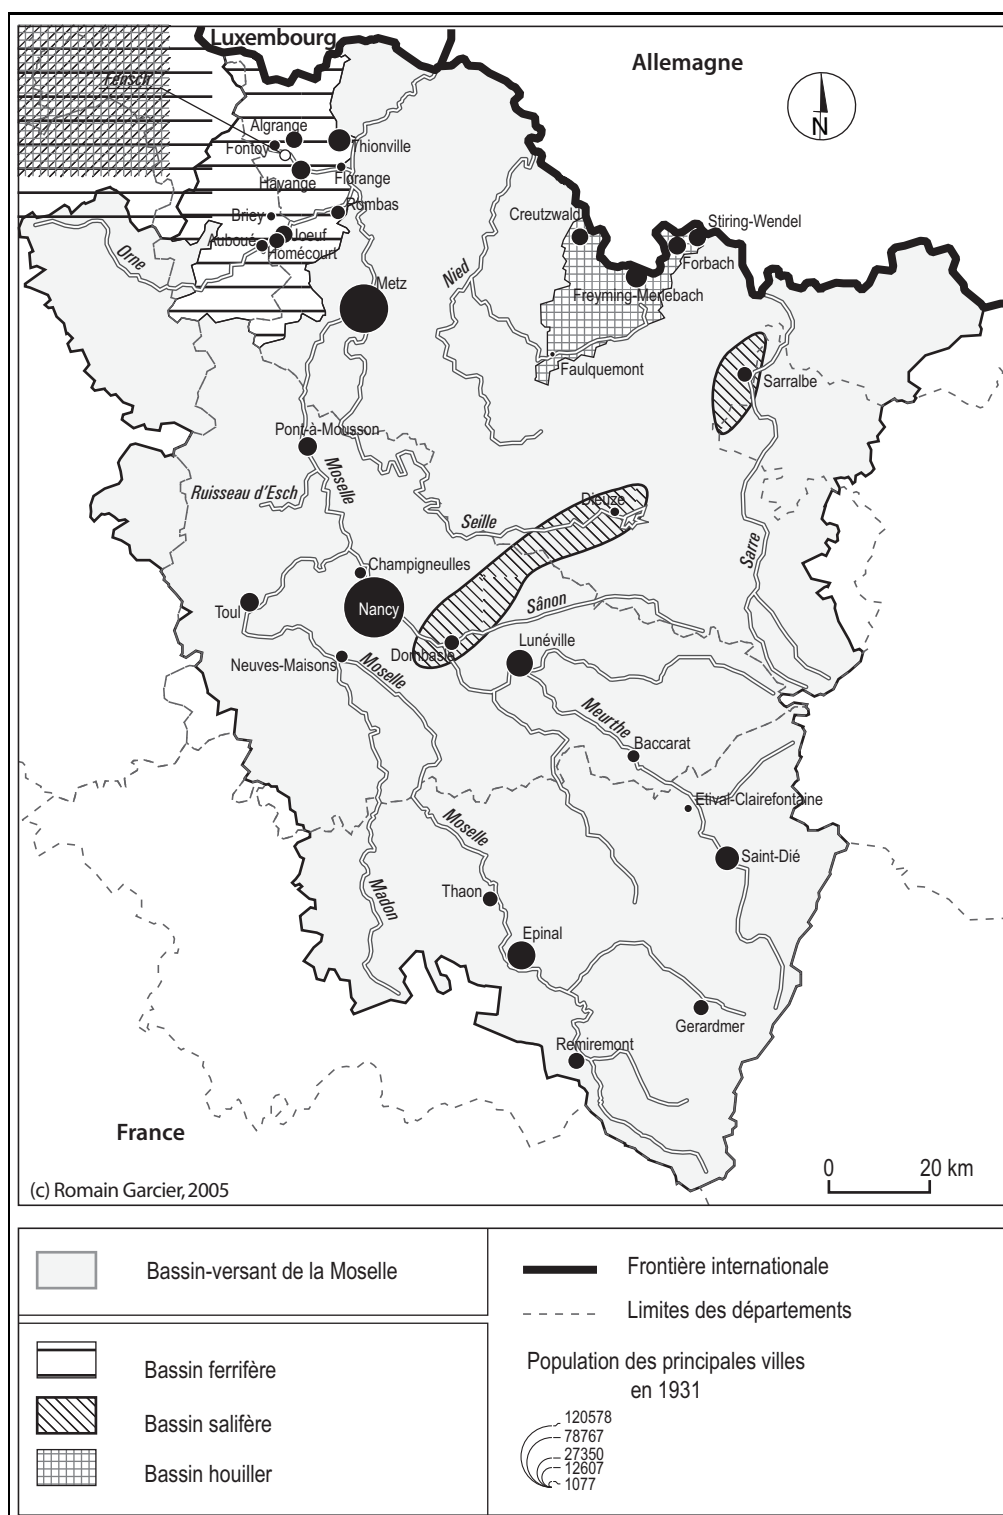 Luxembourg
Allemagne
Fensch
N
Algrange
Fontoy
Thionville
Hayange
Florange
Briey
Rombas
Auboué
Joeuf
Homécourt
Orne
Metz
Nied
Creutzwald
Stiring-Wendel
Forbach
Freyming-Merlebach
Faulquemont
Sarralbe
Pont-à-Mousson
Moselle
Ruisseau d'Esch
Seille
Dieuze
Sarre
Champigneulles
Toul
Nancy
Sânon
Dombasle
Lunéville
Neuves-Maisons
Moselle
Meurthe
Baccarat
Etival-Clairefontaine
Moselle
Saint-Dié
Thaon
Madon
Epinal
Gerardmer
Remiremont
France
0 20 km
(c) Romain Garcier, 2005
Bassin-versant de la Moselle
Bassin ferrifère
Bassin salifère
Bassin houiller
Frontière internationale
Limites des départements
Population des principales villes
en 1931
120578
78767
27350
12607
1077